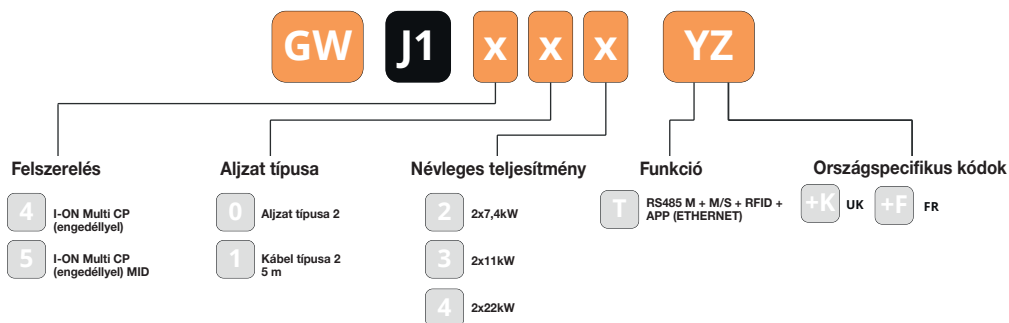 GW J1 x x x YZ
Felszerelés
4 I-ON Multi CP
(engedéllyel)
5 I-ON Multi CP
(engedéllyel) MID
Aljzat típusa
0 Aljzat típusa 2
1 Kábel típusa 2
5 m
Névleges teljesítmény
2 2x7,4kW
3 2x11kW
4 2x22kW
Funkció
T RS485 M + M/S + RFID +
APP (ETHERNET)
Országspecifikus kódok
+K UK +F FR